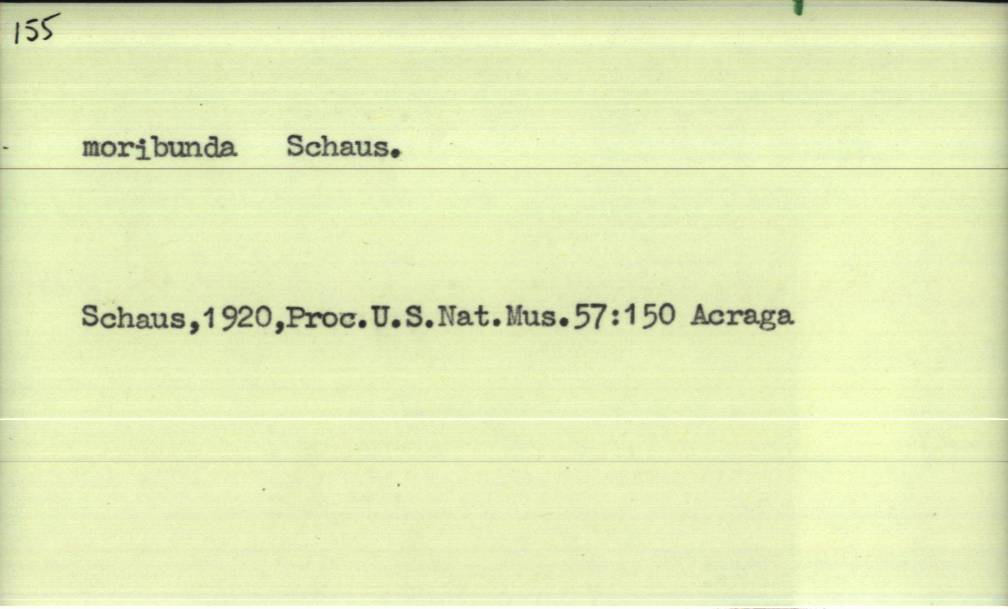 155
moribunda Schaus.
Schaus,1920,Proc.U.S.Nat.Mus.57:150 Acraga